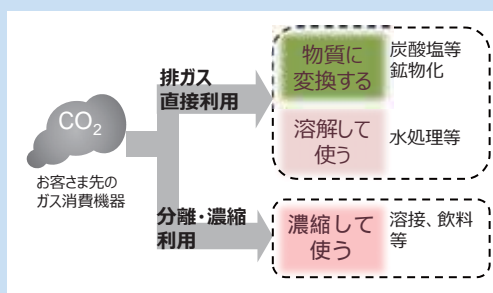 CO2
お客さま先の
ガス消費機器
排ガス
直接利用
物質に
変換する
炭酸塩等
鉱物化
溶解して
使う
水処理等
分離・濃縮
利用
濃縮して
使う
溶接、飲料
等